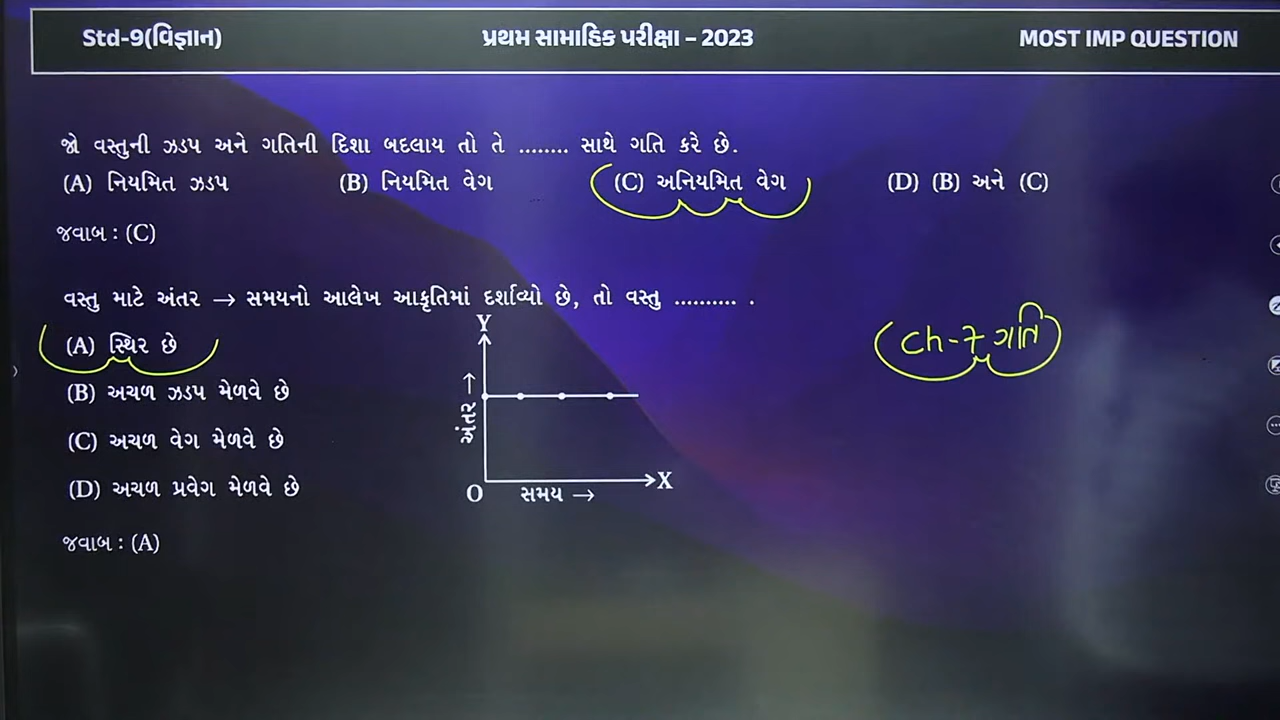 Std-9(વિજ્ઞાન) પ્રથમ સામાહિક પરીક્ષા – 2023 MOST IMP QUESTION
જો વસ્તુની ઝડપ અને ગતિની દિશા બદલાય તો તે ........ સાથે ગતિ કરે છે.
(A) નિયમિત ઝડપ (B) નિયમિત વેગ (C) અનિયમિત વેગ (D) (B) અને (C)
જવાબ : (C)
વસ્તુ માટે અંતર → સમયનો આલેખ આકૃતિમાં દર્શાવ્યો છે, તો વસ્તુ .......... .
(A) સ્થિર છે
(B) અચળ ઝડપ મેળવે છે
(C) અચળ વેગ મેળવે છે
(D) અચળ પ્રવેગ મેળવે છે
Y
અંતર →
O
સમય →
X
Ch-7 ગતિ
જવાબ : (A)